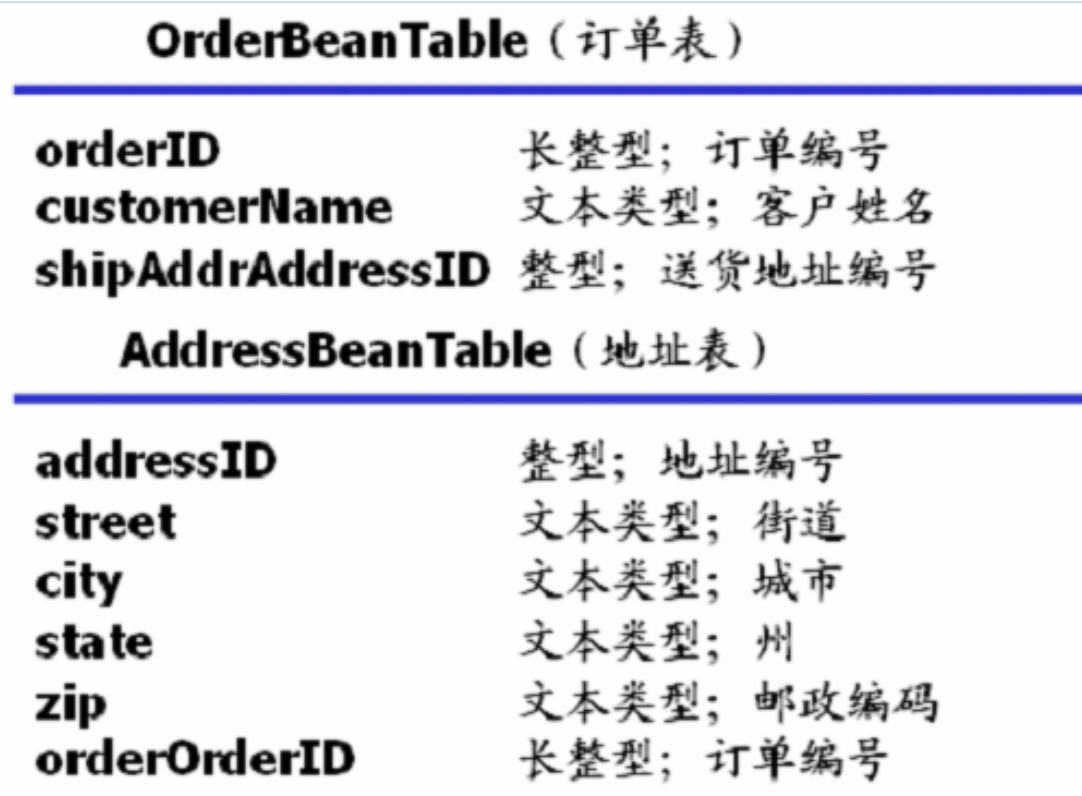 OrderBeanTable（订单表）
orderID 长整型；订单编号
customerName 文本类型；客户姓名
shipAddrAddressID 整型；送货地址编号
AddressBeanTable（地址表）
addressID 整型；地址编号
street 文本类型；街道
city 文本类型；城市
state 文本类型；州
zip 文本类型；邮政编码
orderOrderID 长整型；订单编号